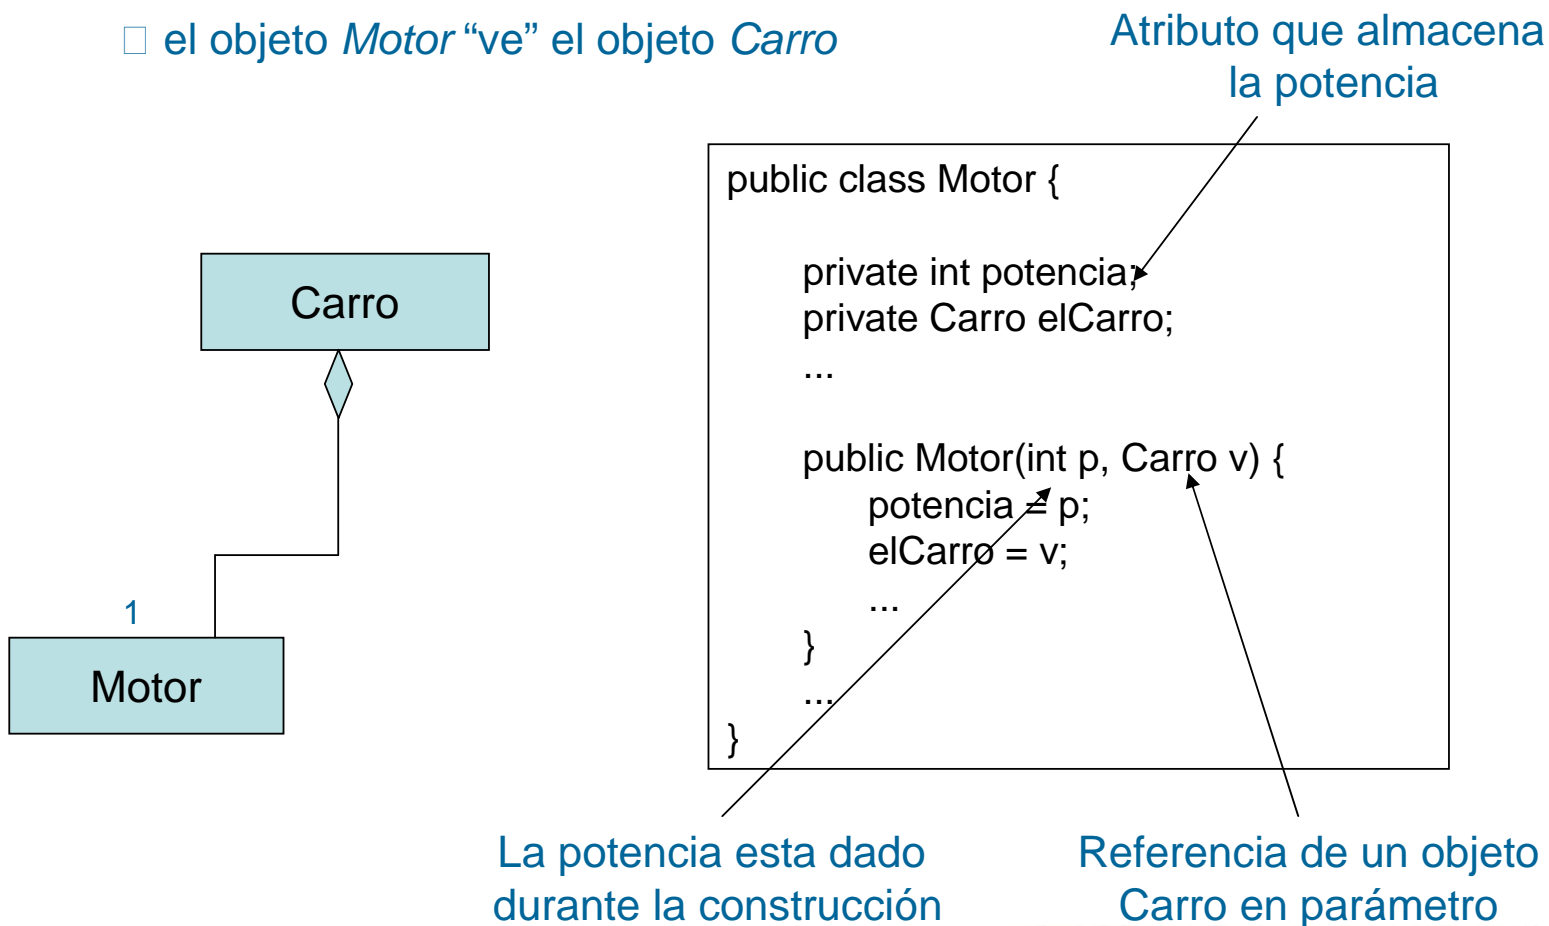 □ el objeto Motor “ve” el objeto Carro
Atributo que almacena
la potencia
Carro
1
Motor
public class Motor {
private int potencia;
private Carro elCarro;
...
public Motor(int p, Carro v) {
potencia = p;
elCarro = v;
...
}
...
}
La potencia esta dado
durante la construcción
Referencia de un objeto
Carro en parámetro